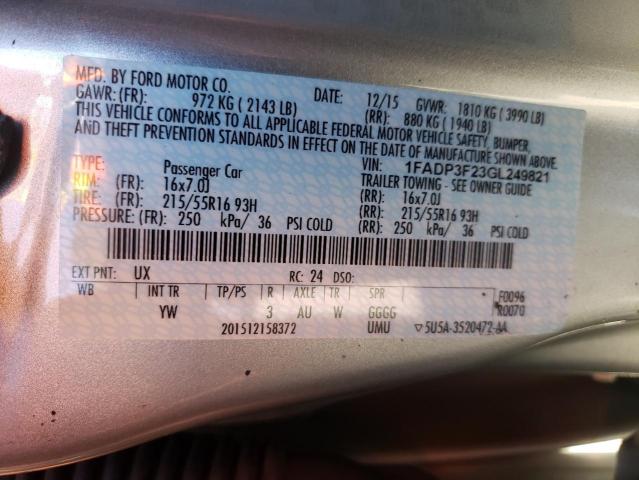 MFD. BY FORD MOTOR CO. DATE: 12/15 GVWR: 1810 KG ( 3990 LB)
GAWR: (FR): 972 KG ( 2143 LB) (RR): 880 KG ( 1940 LB)
THIS VEHICLE CONFORMS TO ALL APPLICABLE FEDERAL MOTOR VEHICLE SAFETY, BUMPER,
AND THEFT PREVENTION STANDARDS IN EFFECT ON THE DATE OF MANUFACTURE SHOWN ABOVE.
VIN: 1FADP3F23GL249821
TYPE: Passenger Car TRAILER TOWING - SEE OWNER GUIDE
RIM: (FR): 16x7.0J (RR): 16x7.0J
TIRE: (FR): 215/55R16 93H (RR): 215/55R16 93H
PRESSURE: (FR): 250 kPa/ 36 PSI COLD (RR): 250 kPa/ 36 PSI COLD
EXT PNT: UX RC: 24 DSO:
WB INT TR TP/PS R AXLE TR SPR F0096
YW 3 AU W GGGG R0070
201512158372 UMU ▽5U5A-3520472-AA